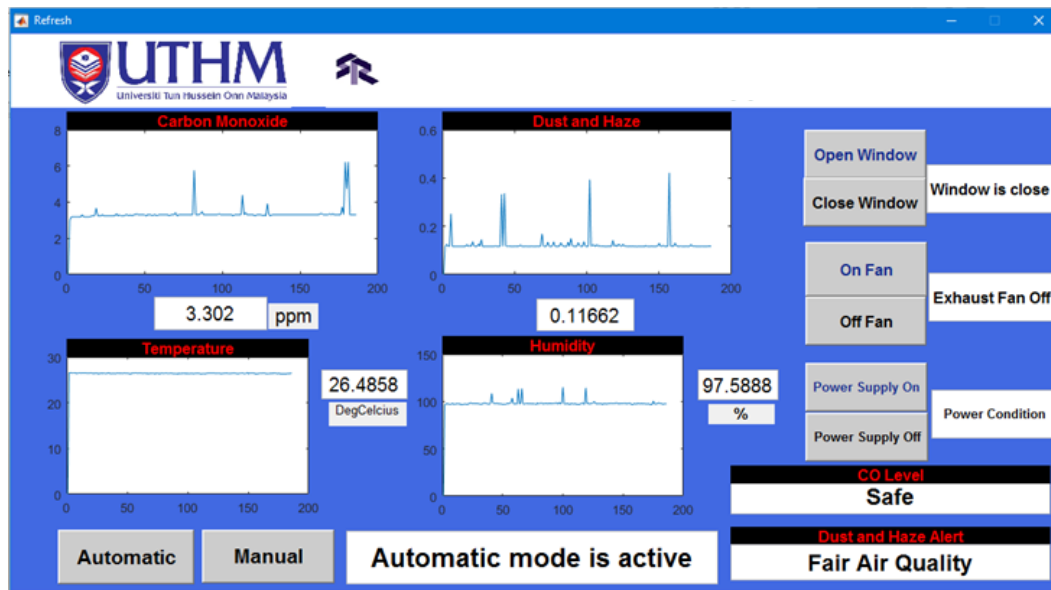 Refresh
UTHM
Universiti Tun Hussein Onn Malaysia
Carbon Monoxide
8
6
4
2
0
0 50 100 150 200
3.302 ppm
Dust and Haze
0.6
0.4
0.2
0
0 50 100 150 200
0.11662
Open Window
Close Window
Window is close
On Fan
Off Fan
Exhaust Fan Off
Temperature
30
20
10
0
0 50 100 150 200
26.4858
DegCelcius
Humidity
150
100
50
0
0 50 100 150 200
97.5888
%
Power Supply On
Power Supply Off
Power Condition
CO Level
Safe
Dust and Haze Alert
Fair Air Quality
Automatic Manual Automatic mode is active